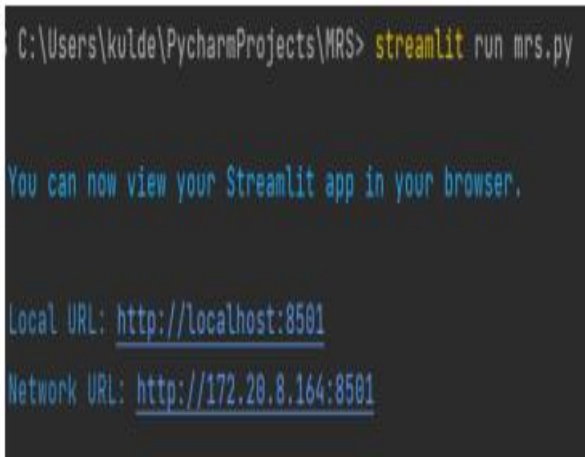 C:\Users\kulde\PycharmProjects\MRS> streamlit run mrs.py
You can now view your Streamlit app in your browser.
Local URL: http://localhost:8501
Network URL: http://172.20.8.164:8501